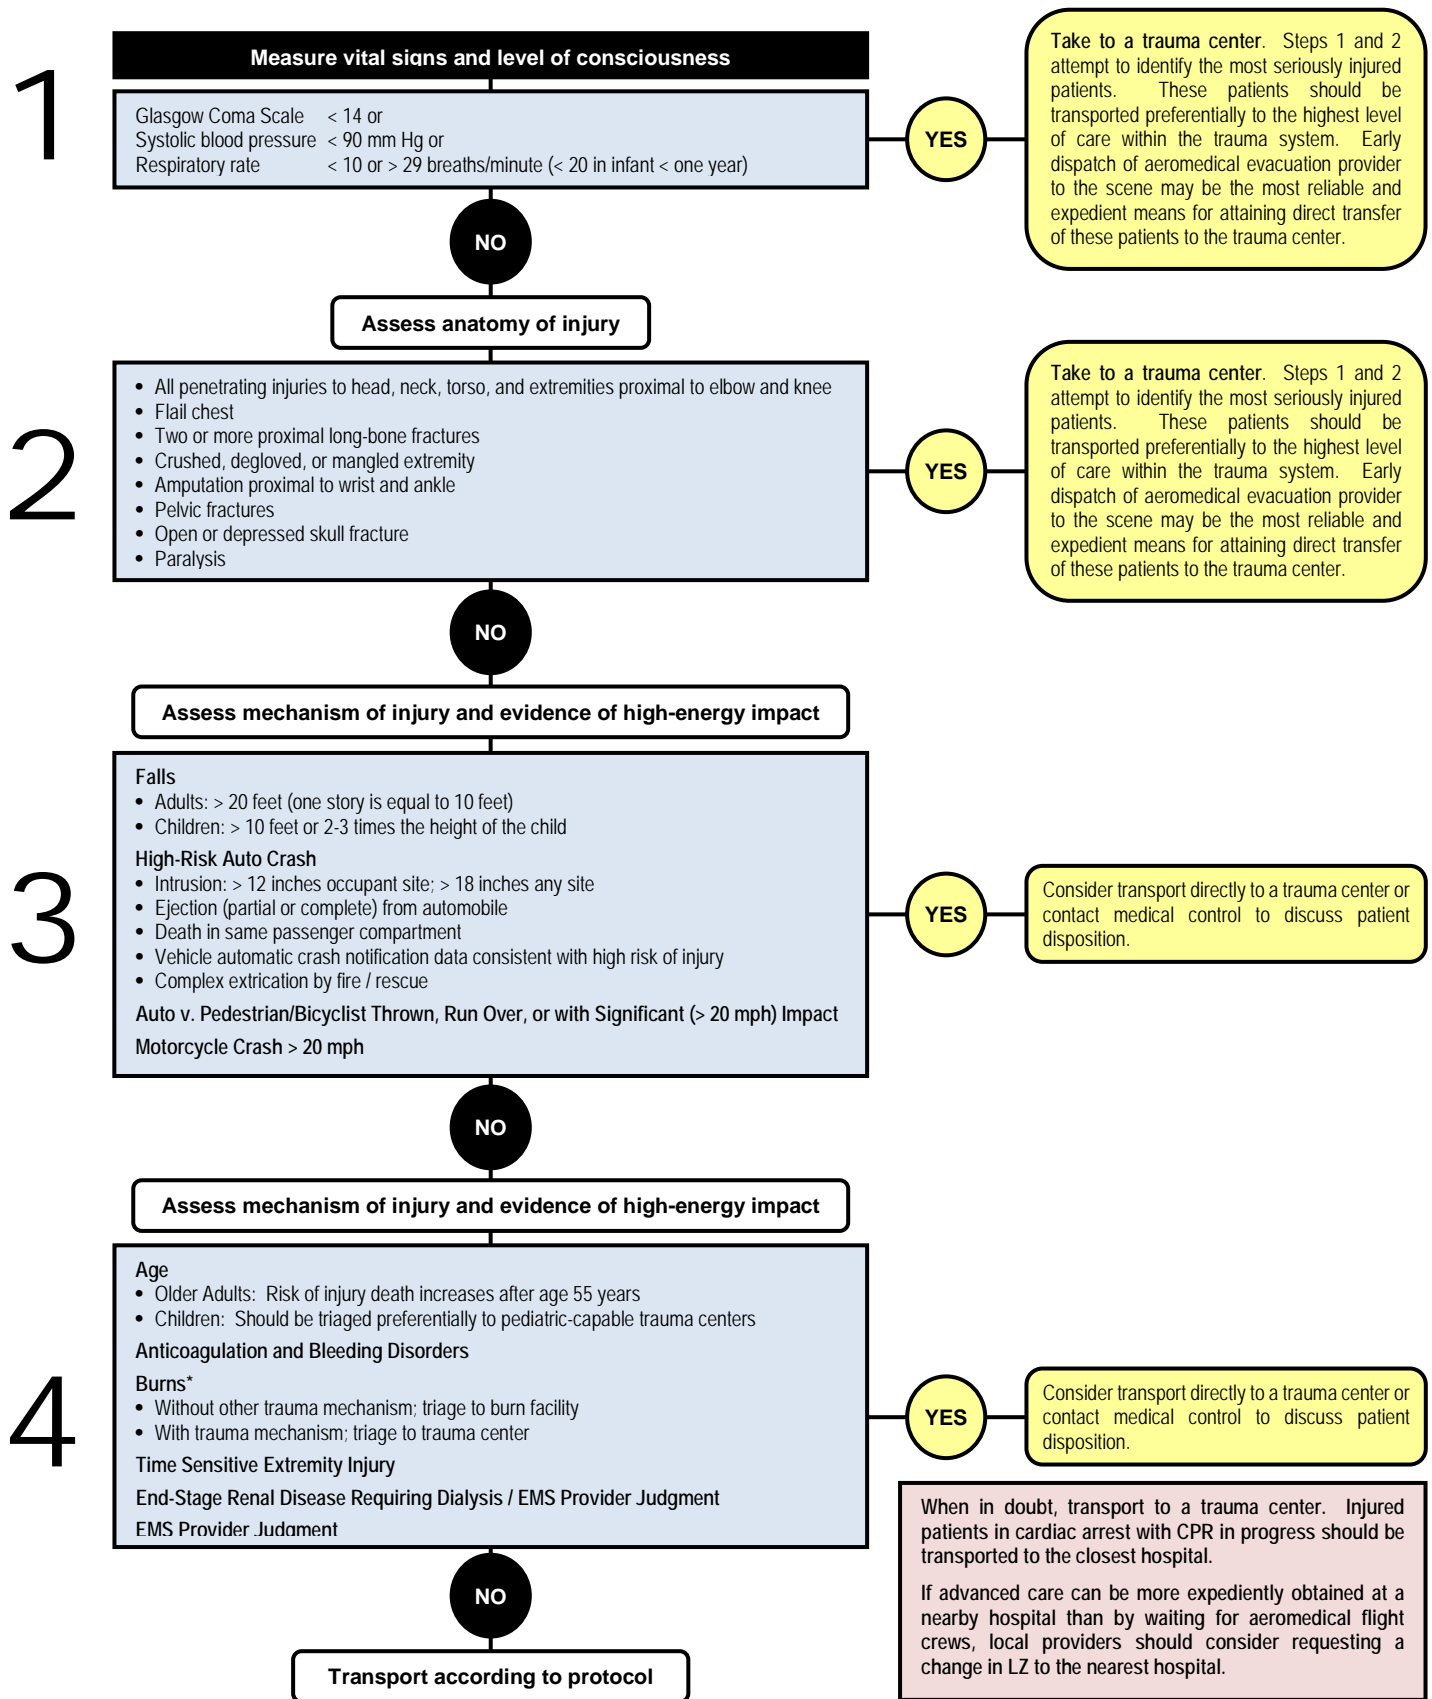 1
Measure vital signs and level of consciousness
Glasgow Coma Scale < 14 or
Systolic blood pressure < 90 mm Hg or
Respiratory rate < 10 or > 29 breaths/minute (< 20 in infant < one year)
YES
Take to a trauma center. Steps 1 and 2
attempt to identify the most seriously injured
patients. These patients should be
transported preferentially to the highest level
of care within the trauma system. Early
dispatch of aeromedical evacuation provider
to the scene may be the most reliable and
expedient means for attaining direct transfer
of these patients to the trauma center.
NO
Assess anatomy of injury
2
• All penetrating injuries to head, neck, torso, and extremities proximal to elbow and knee
• Flail chest
• Two or more proximal long-bone fractures
• Crushed, degloved, or mangled extremity
• Amputation proximal to wrist and ankle
• Pelvic fractures
• Open or depressed skull fracture
• Paralysis
YES
Take to a trauma center. Steps 1 and 2
attempt to identify the most seriously injured
patients. These patients should be
transported preferentially to the highest level
of care within the trauma system. Early
dispatch of aeromedical evacuation provider
to the scene may be the most reliable and
expedient means for attaining direct transfer
of these patients to the trauma center.
NO
Assess mechanism of injury and evidence of high-energy impact
3
Falls
• Adults: > 20 feet (one story is equal to 10 feet)
• Children: > 10 feet or 2-3 times the height of the child
High-Risk Auto Crash
• Intrusion: > 12 inches occupant site; > 18 inches any site
• Ejection (partial or complete) from automobile
• Death in same passenger compartment
• Vehicle automatic crash notification data consistent with high risk of injury
• Complex extrication by fire / rescue
Auto v. Pedestrian/Bicyclist Thrown, Run Over, or with Significant (> 20 mph) Impact
Motorcycle Crash > 20 mph
YES
Consider transport directly to a trauma center or
contact medical control to discuss patient
disposition.
NO
Assess mechanism of injury and evidence of high-energy impact
4
Age
• Older Adults: Risk of injury death increases after age 55 years
• Children: Should be triaged preferentially to pediatric-capable trauma centers
Anticoagulation and Bleeding Disorders
Burns*
• Without other trauma mechanism; triage to burn facility
• With trauma mechanism; triage to trauma center
Time Sensitive Extremity Injury
End-Stage Renal Disease Requiring Dialysis / EMS Provider Judgment
EMS Provider Judgment
YES
Consider transport directly to a trauma center or
contact medical control to discuss patient
disposition.
When in doubt, transport to a trauma center. Injured
patients in cardiac arrest with CPR in progress should be
transported to the closest hospital.
If advanced care can be more expediently obtained at a
nearby hospital than by waiting for aeromedical flight
crews, local providers should consider requesting a
change in LZ to the nearest hospital.
NO
Transport according to protocol